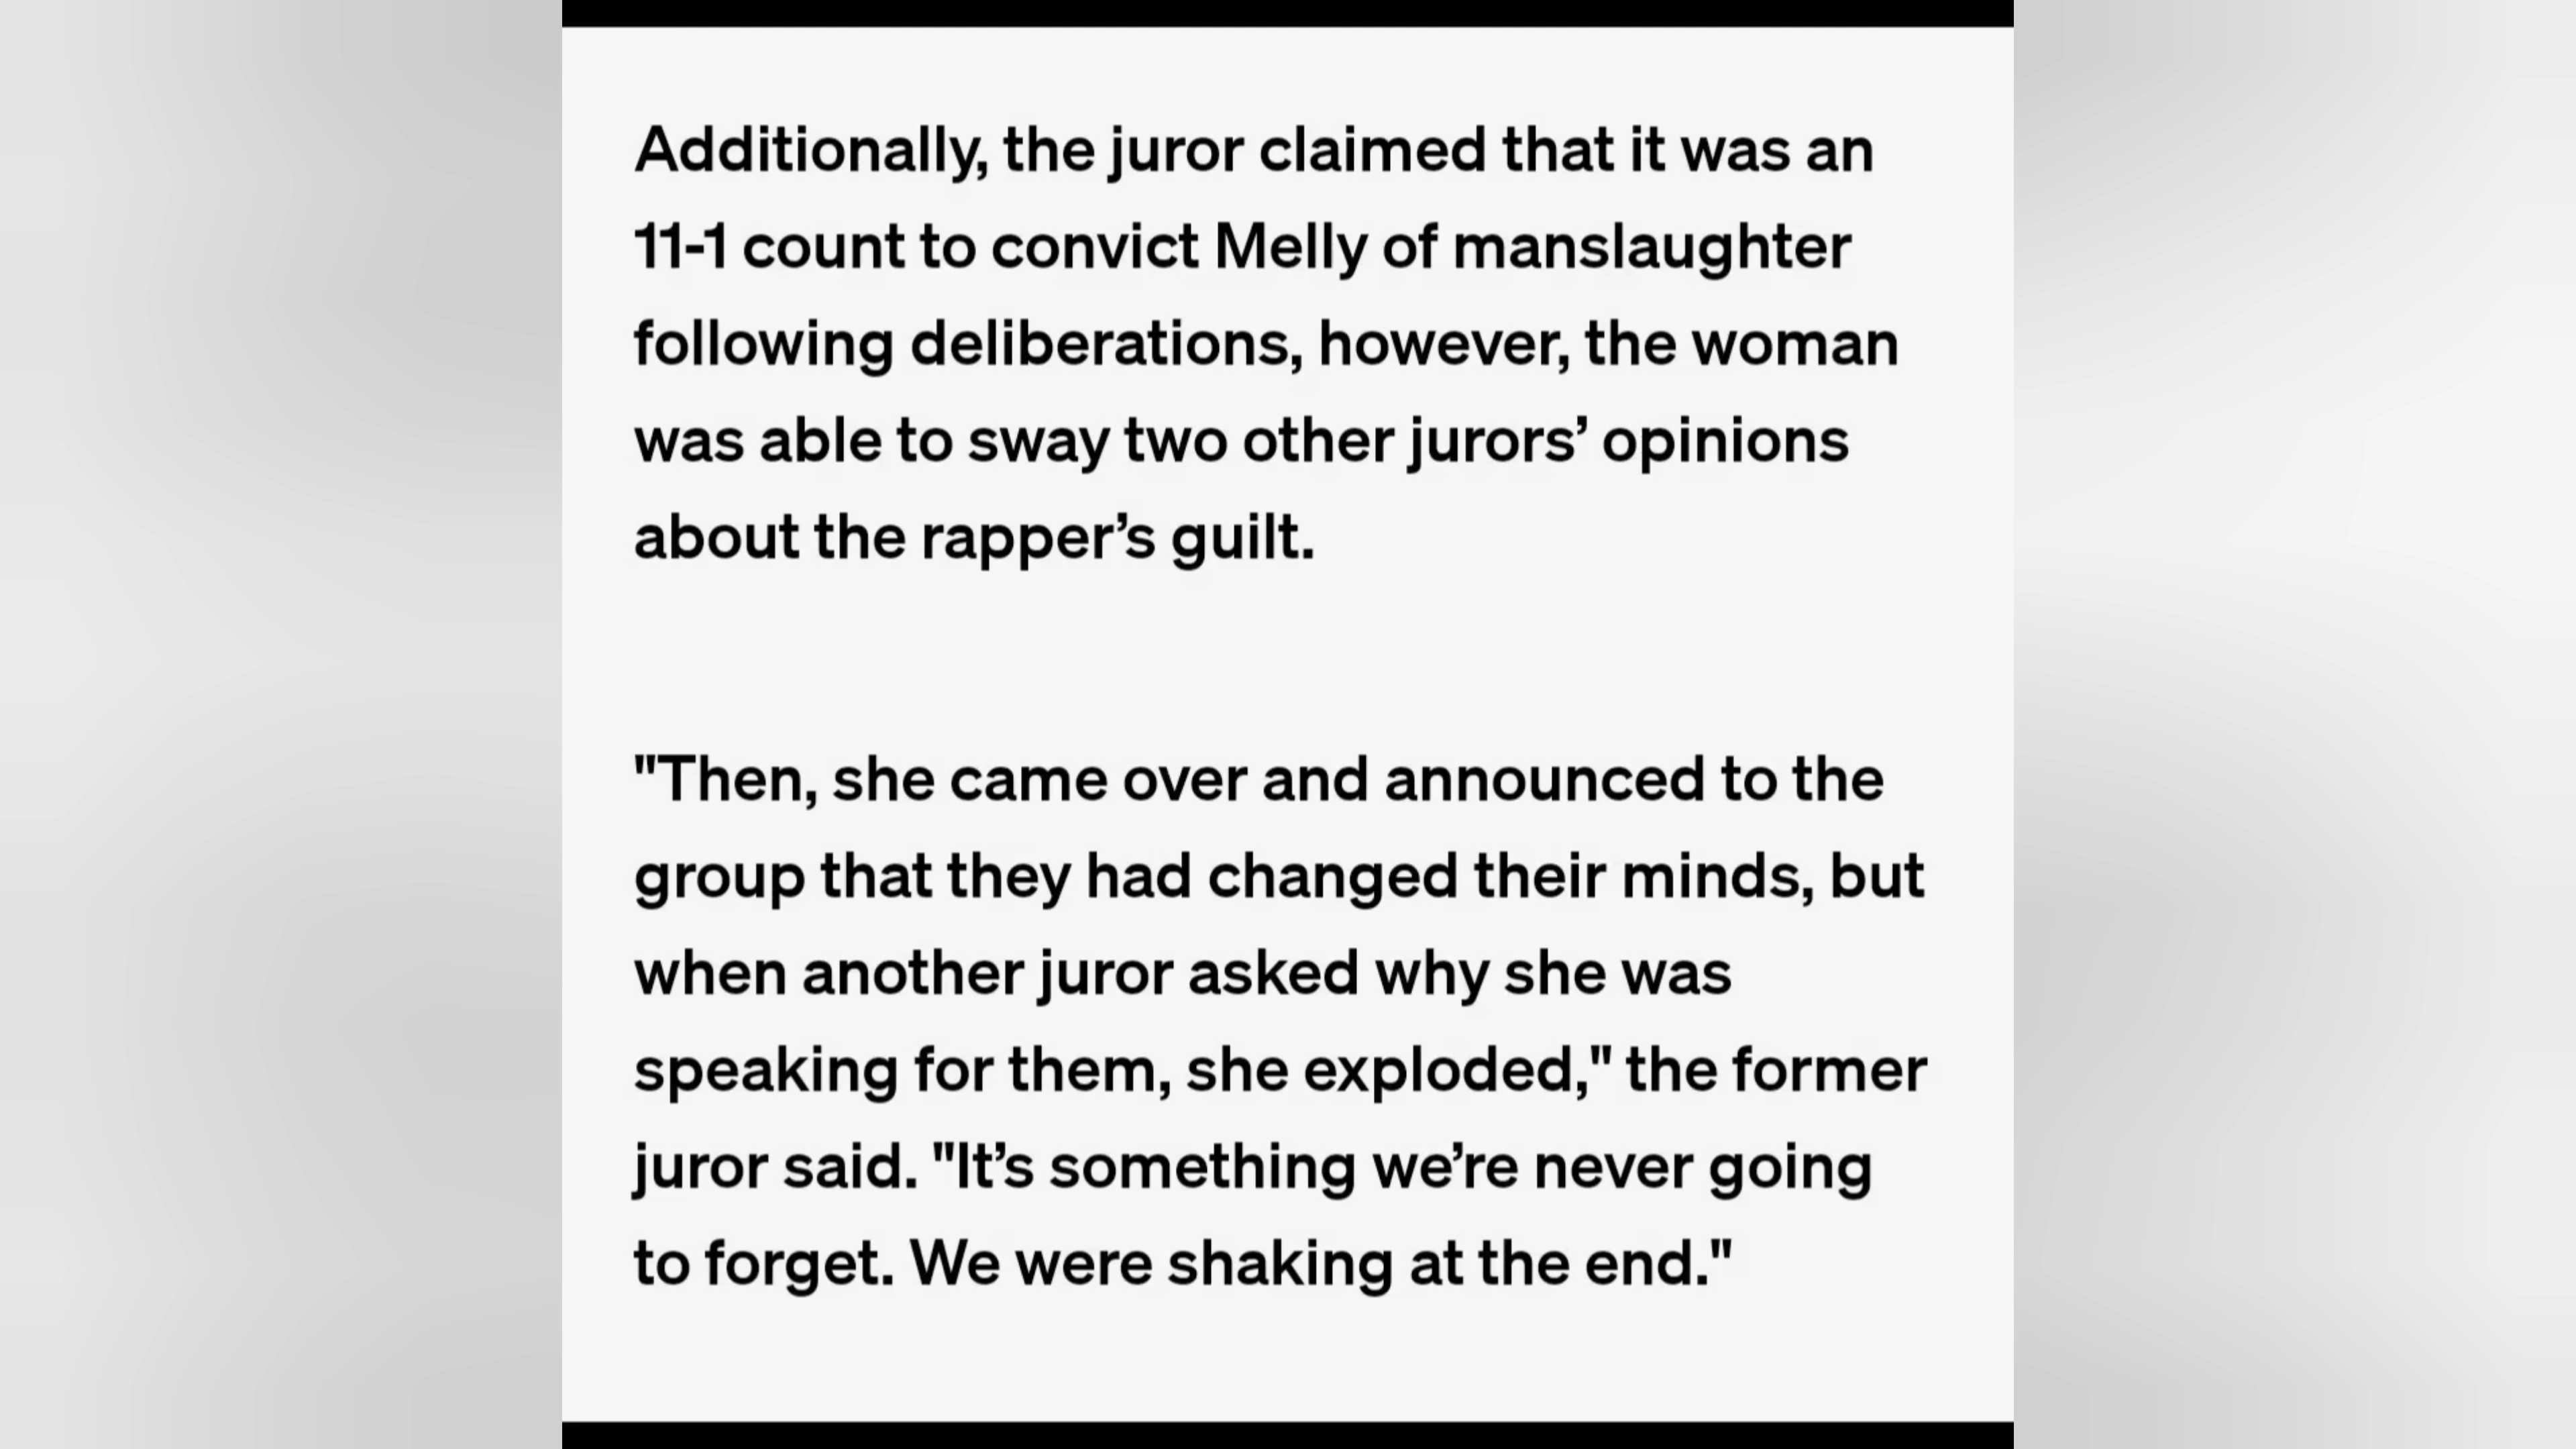 Additionally, the juror claimed that it was an
11-1 count to convict Melly of manslaughter
following deliberations, however, the woman
was able to sway two other jurors’ opinions
about the rapper’s guilt.
"Then, she came over and announced to the
group that they had changed their minds, but
when another juror asked why she was
speaking for them, she exploded," the former
juror said. "It’s something we’re never going
to forget. We were shaking at the end."